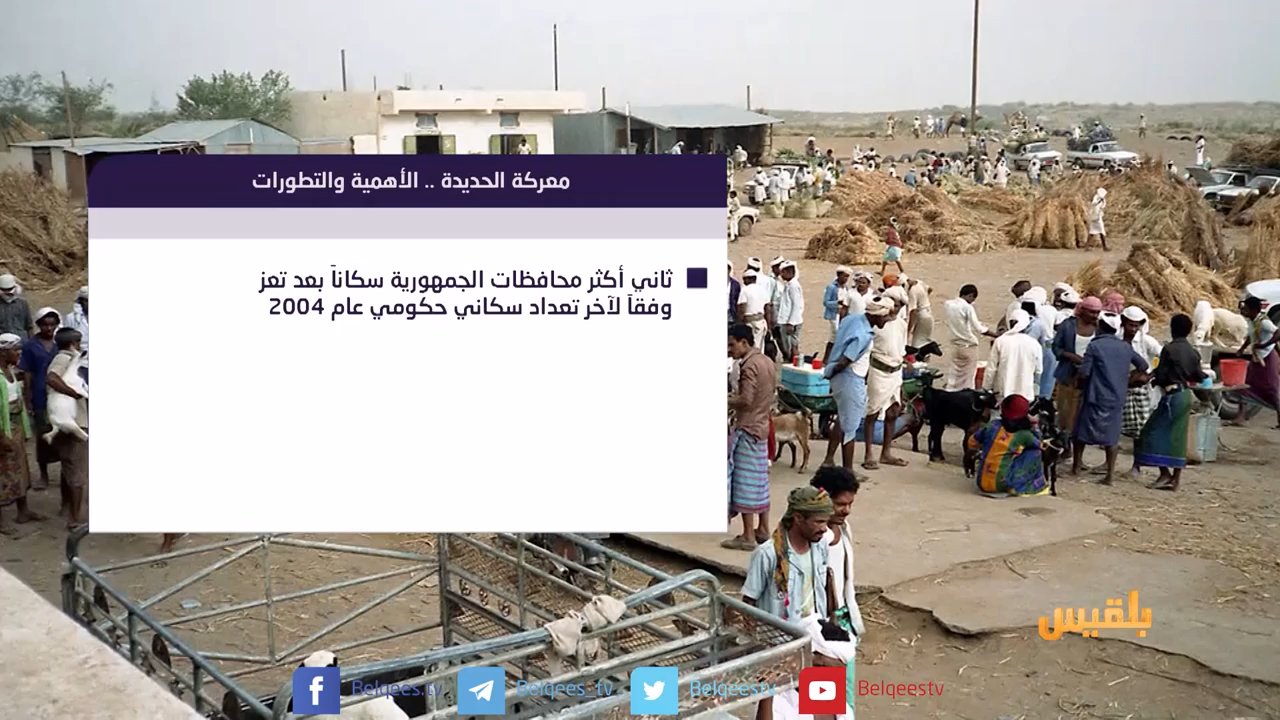 معركة الحديدة .. الأهمية والتطورات
ثاني أكثر محافظات الجمهورية سكاناً بعد تعز
وفقاً لآخر تعداد سكاني حكومي عام 2004
بلقيس
Belqees.tv
Belqees_tv
Belqeestv
Belqeestv